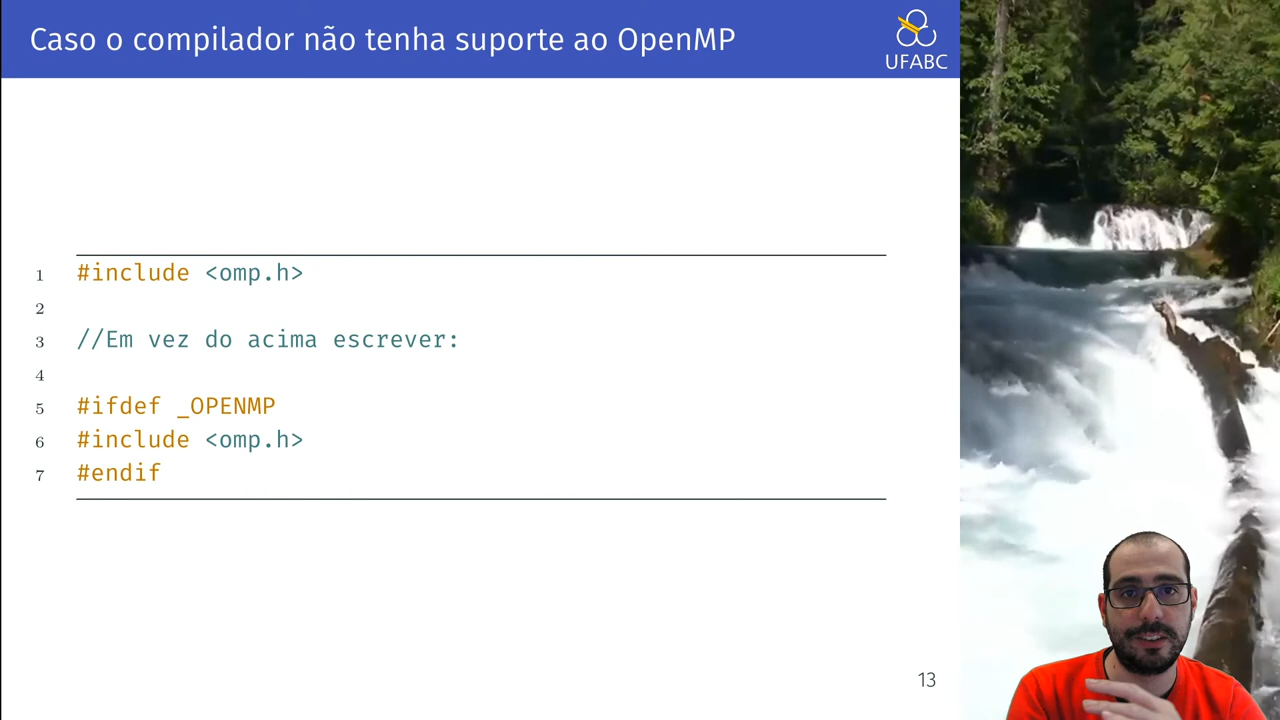 Caso o compilador não tenha suporte ao OpenMP
UFABC
1 #include <omp.h>
2
3 //Em vez do acima escrever:
4
5 #ifdef _OPENMP
6 #include <omp.h>
7 #endif
13